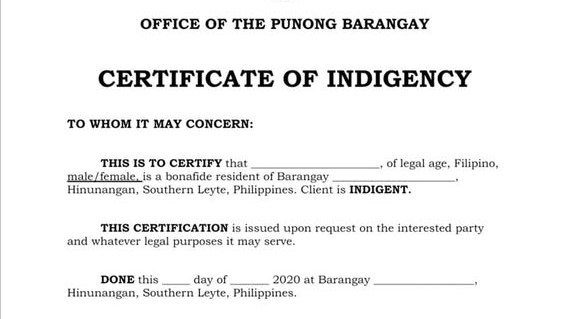 OFFICE OF THE PUNONG BARANGAY
CERTIFICATE OF INDIGENCY
TO WHOM IT MAY CONCERN:
THIS IS TO CERTIFY that ______________________, of legal age, Filipino,
male/female, is a bonafide resident of Barangay _____________________,
Hinunangan, Southern Leyte, Philippines. Client is INDIGENT.
THIS CERTIFICATION is issued upon request on the interested party
and whatever legal purposes it may serve.
DONE this _____ day of _______ 2020 at Barangay _________________,
Hinunangan, Southern Leyte, Philippines.